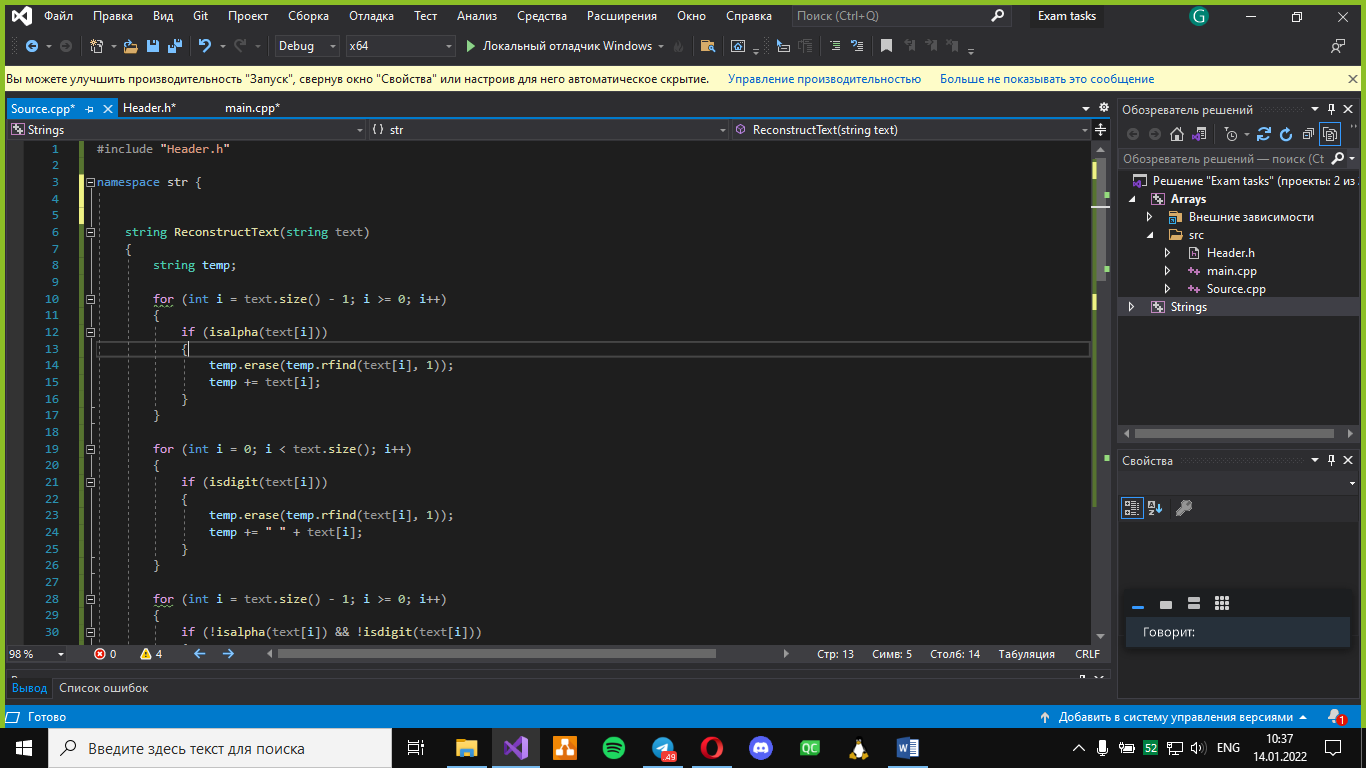 Файл Правка Вид Git Проект Сборка Отладка Тест Анализ Средства Расширения Окно Справка Поиск (Ctrl+Q) Exam tasks G
Debug x64 Локальный отладчик Windows
Вы можете улучшить производительность "Запуск", свернув окно "Свойства" или настроив для него автоматическое скрытие. Управление производительностью Больше не показывать это сообщение
Source.cpp* Header.h* main.cpp*
Strings { } str ReconstructText(string text)
1 #include "Header.h"
2
3 namespace str {
4
5
6 string ReconstructText(string text)
7 {
8 string temp;
9
10 for (int i = text.size() - 1; i >= 0; i++)
11 {
12 if (isalpha(text[i]))
13 {
14 temp.erase(temp.rfind(text[i], 1));
15 temp += text[i];
16 }
17 }
18
19 for (int i = 0; i < text.size(); i++)
20 {
21 if (isdigit(text[i]))
22 {
23 temp.erase(temp.rfind(text[i], 1));
24 temp += " " + text[i];
25 }
26 }
27
28 for (int i = text.size() - 1; i >= 0; i++)
29 {
30 if (!isalpha(text[i]) && !isdigit(text[i]))
98 % 0 4 Стр: 13 Симв: 5 Столб: 14 Табуляция CRLF
Вывод Список ошибок
Обозреватель решений
Обозреватель решений — поиск (Ct
Решение "Exam tasks" (проекты: 2 из
Arrays
Внешние зависимости
src
Header.h
main.cpp
Source.cpp
Strings
Свойства
Говорит:
Готово Добавить в систему управления версиями 1
Введите здесь текст для поиска 49 QC W 52 ENG 10:37
14.01.2022